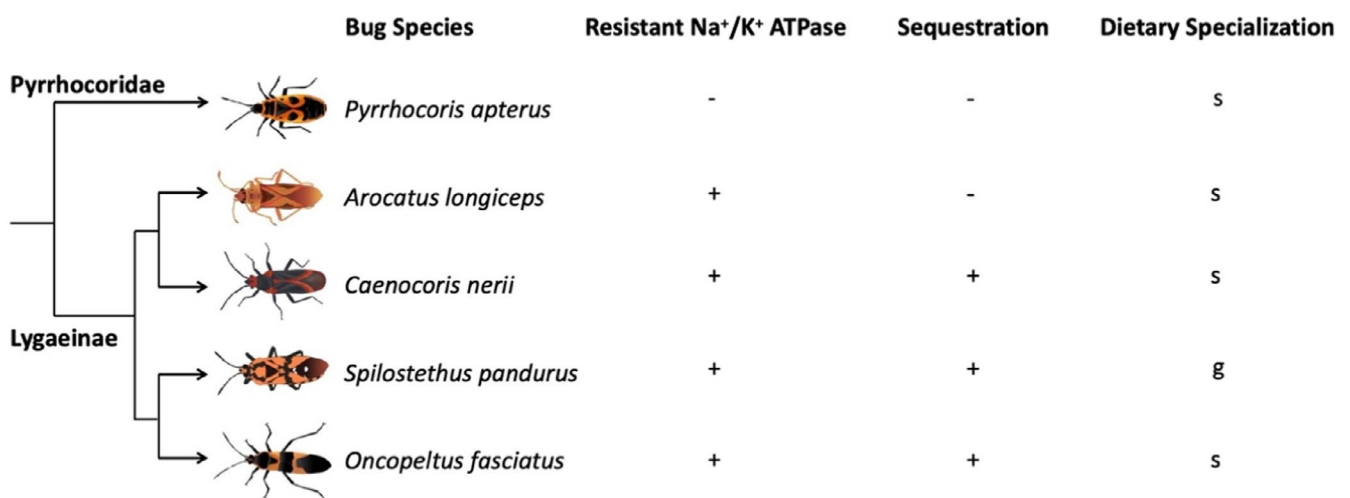 Bug Species Resistant Na⁺/K⁺ ATPase Sequestration Dietary Specialization
Pyrrhocoridae
Pyrrhocoris apterus - - s
Arocatus longiceps + - s
Caenocoris nerii + + s
Lygaeinae
Spilostethus pandurus + + g
Oncopeltus fasciatus + + s